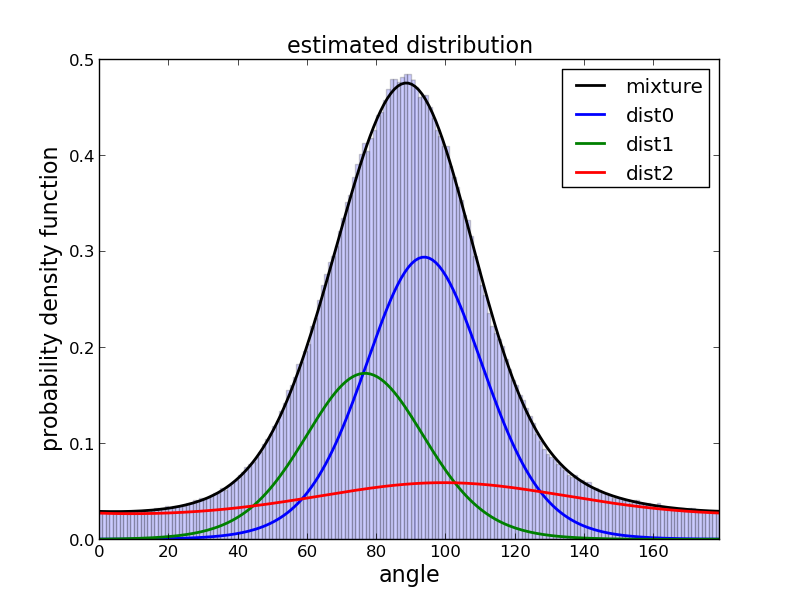 estimated distribution
0.5
0.4
0.3
0.2
0.1
0.0
probability density function
mixture
dist0
dist1
dist2
0 20 40 60 80 100 120 140 160
angle